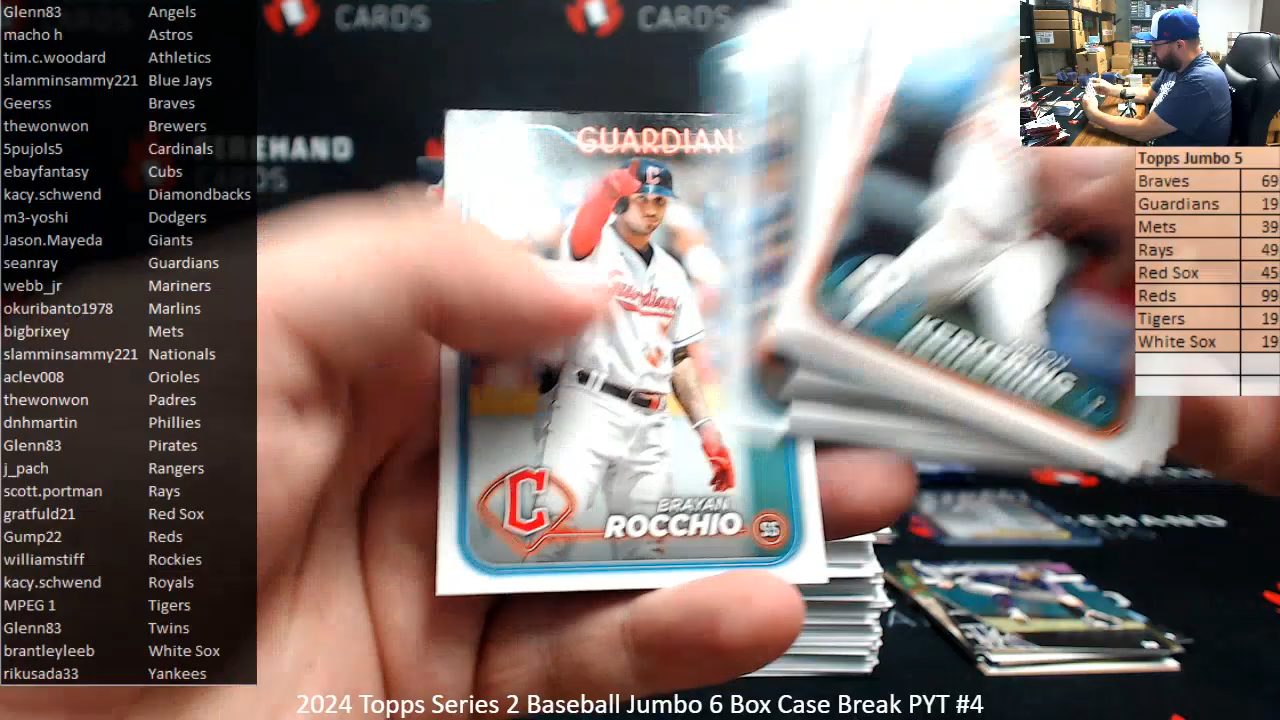 Glenn83 Angels
macho h Astros
tim.c.woodard Athletics
slamminsammy221 Blue Jays
Geerss Braves
thewonwon Brewers
5pujols5 Cardinals
ebayfantasy Cubs
kacy.schwend Diamondbacks
m3-yoshi Dodgers
Jason.Mayeda Giants
seanray Guardians
webb_jr Mariners
okuribanto1978 Marlins
bigbrixey Mets
slamminsammy221 Nationals
aclev008 Orioles
thewonwon Padres
dnhmartin Phillies
Glenn83 Pirates
j_pach Rangers
scott.portman Rays
gratfuld21 Red Sox
Gump22 Reds
williamstiff Rockies
kacy.schwend Royals
MPEG 1 Tigers
Glenn83 Twins
brantleyleeb White Sox
rikusada33 Yankees
CARDS
CARDS
GUARDIANS
C
Guardians
C
BRAYAN
ROCCHIO
ORION
KERKERING
Topps Jumbo 5
Braves 69
Guardians 19
Mets 39
Rays 49
Red Sox 45
Reds 99
Tigers 19
White Sox 19
2024 Topps Series 2 Baseball Jumbo 6 Box Case Break PYT #4